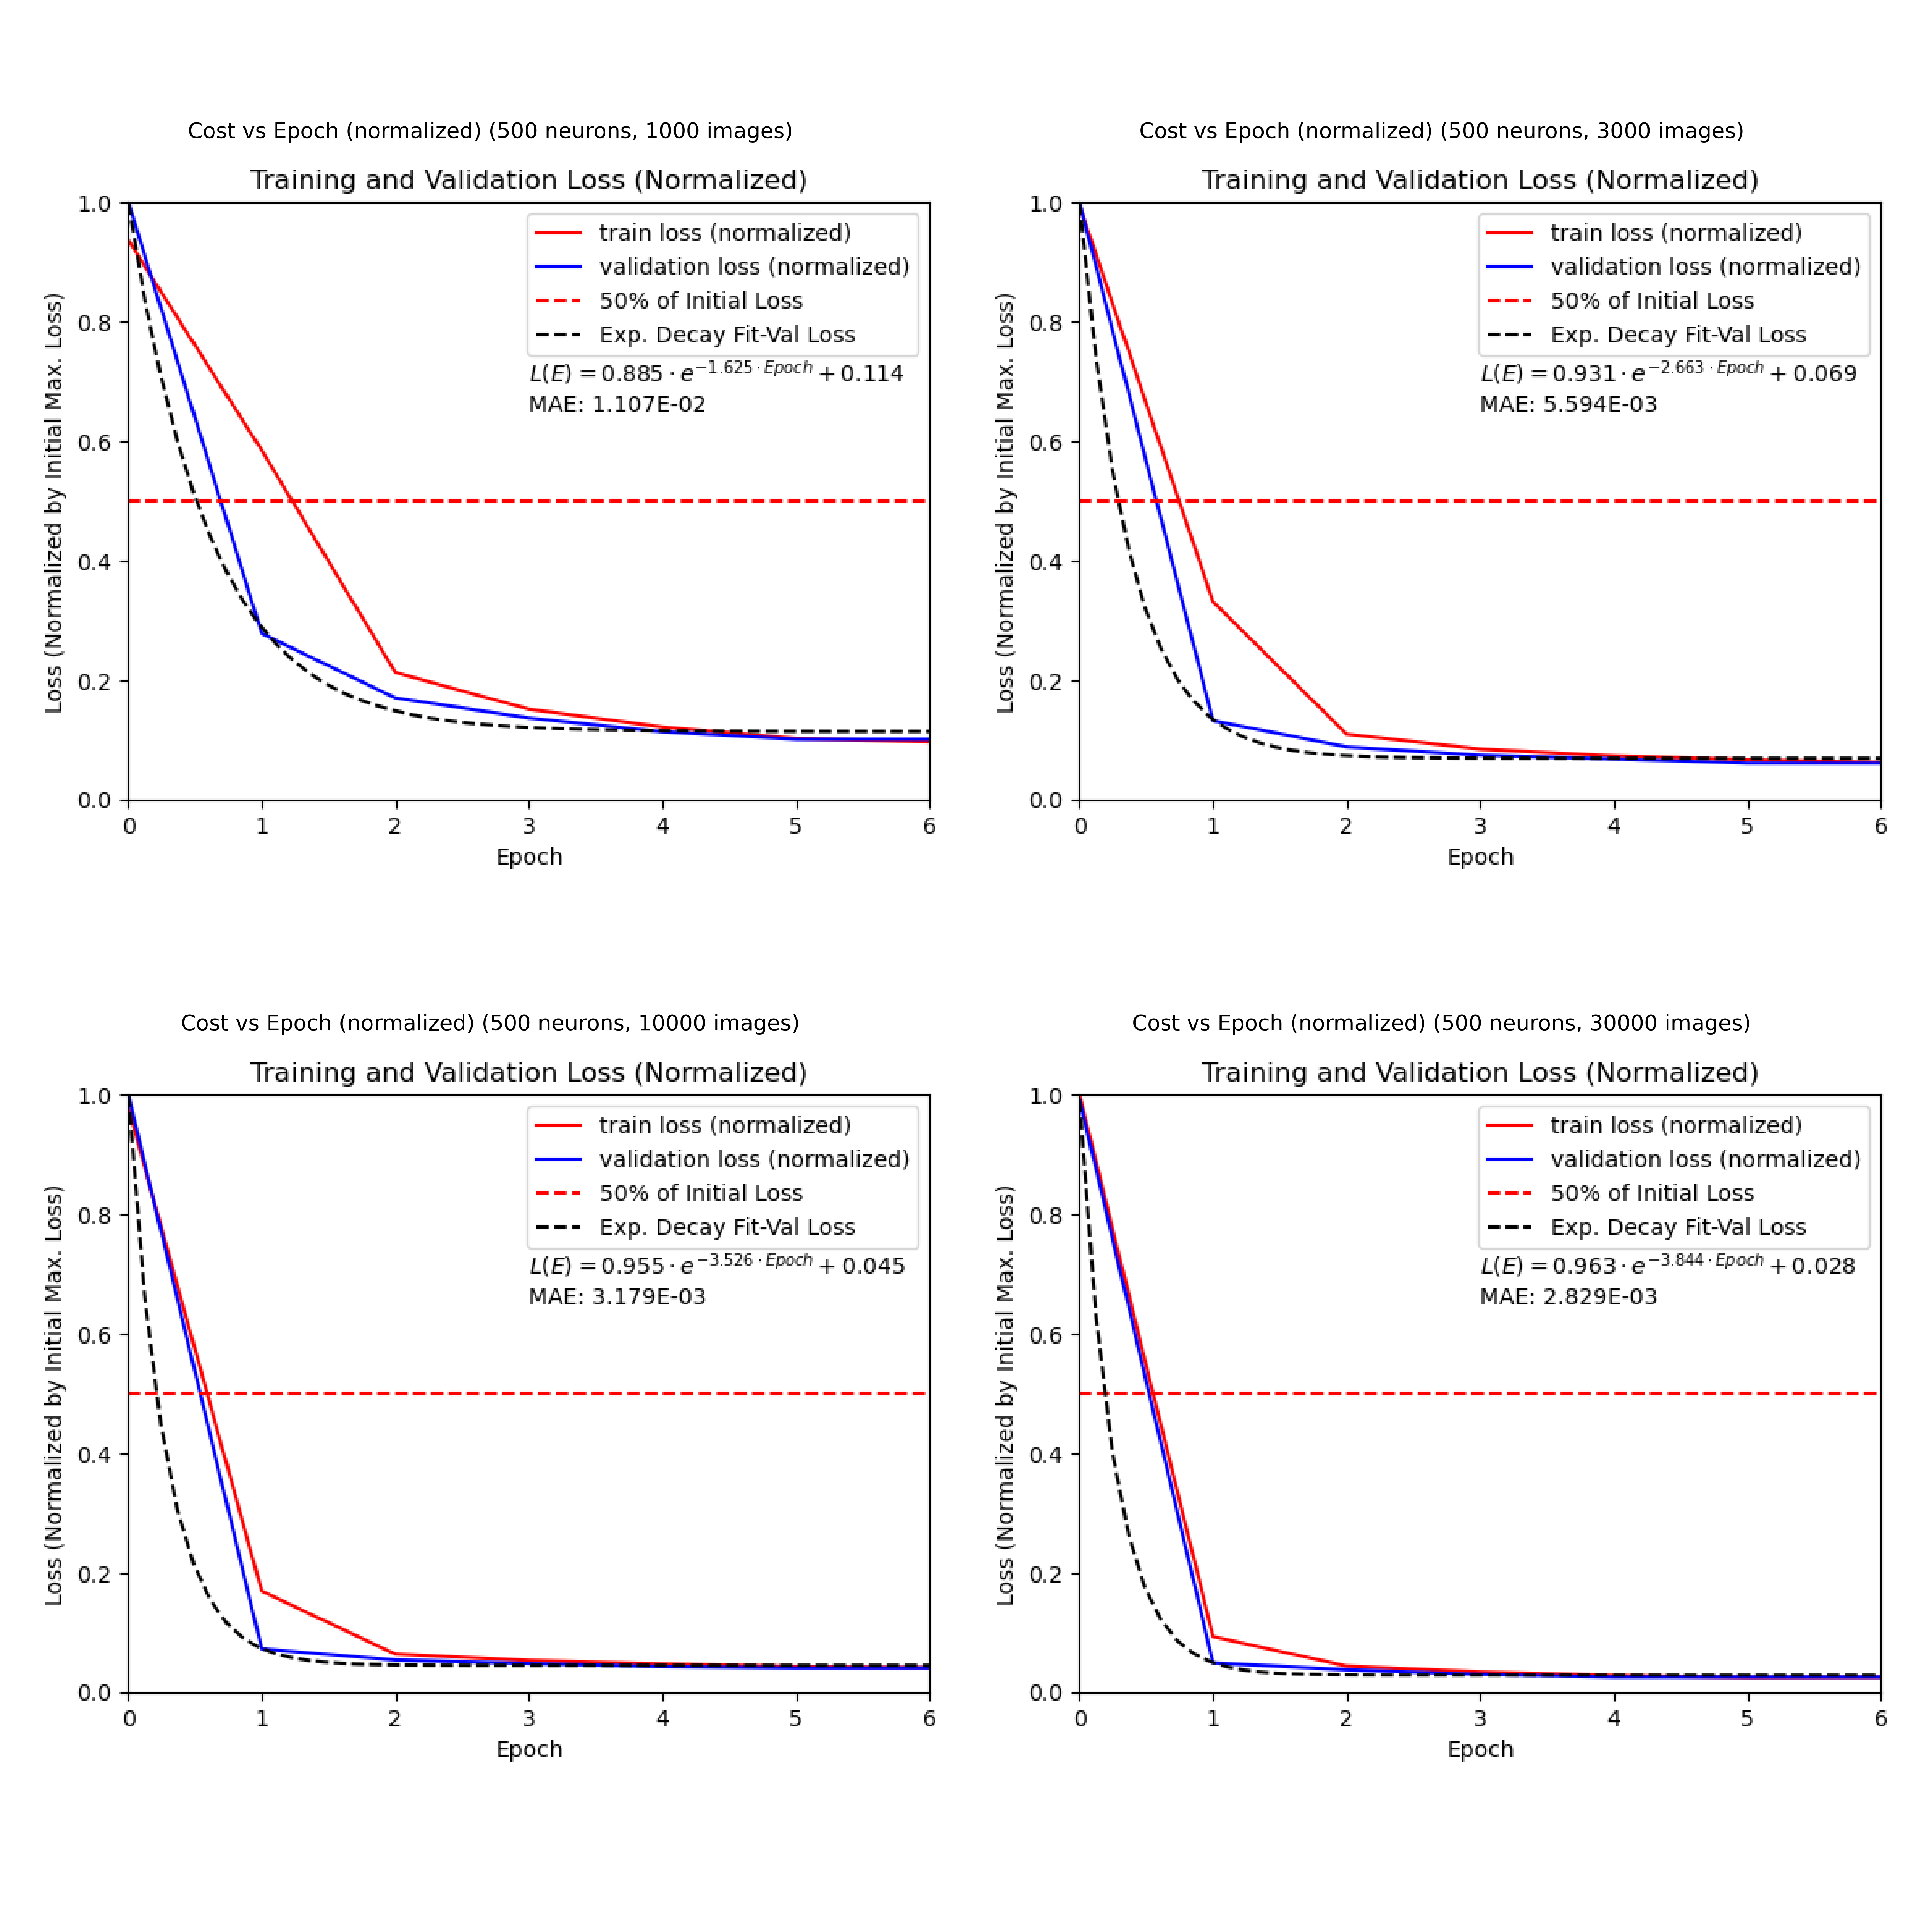 Cost vs Epoch (normalized) (500 neurons, 1000 images)
Training and Validation Loss (Normalized)
Loss (Normalized by Initial Max. Loss)
1.0
0.8
0.6
0.4
0.2
0.0
train loss (normalized)
validation loss (normalized)
50% of Initial Loss
Exp. Decay Fit-Val Loss
L(E) = 0.885 · e^{−1.625 · Epoch} + 0.114
MAE: 1.107E-02
0 1 2 3 4 5 6
Epoch
Cost vs Epoch (normalized) (500 neurons, 3000 images)
Training and Validation Loss (Normalized)
Loss (Normalized by Initial Max. Loss)
1.0
0.8
0.6
0.4
0.2
0.0
train loss (normalized)
validation loss (normalized)
50% of Initial Loss
Exp. Decay Fit-Val Loss
L(E) = 0.931 · e^{−2.663 · Epoch} + 0.069
MAE: 5.594E-03
0 1 2 3 4 5 6
Epoch
Cost vs Epoch (normalized) (500 neurons, 10000 images)
Training and Validation Loss (Normalized)
Loss (Normalized by Initial Max. Loss)
1.0
0.8
0.6
0.4
0.2
0.0
train loss (normalized)
validation loss (normalized)
50% of Initial Loss
Exp. Decay Fit-Val Loss
L(E) = 0.955 · e^{−3.526 · Epoch} + 0.045
MAE: 3.179E-03
0 1 2 3 4 5 6
Epoch
Cost vs Epoch (normalized) (500 neurons, 30000 images)
Training and Validation Loss (Normalized)
Loss (Normalized by Initial Max. Loss)
1.0
0.8
0.6
0.4
0.2
0.0
train loss (normalized)
validation loss (normalized)
50% of Initial Loss
Exp. Decay Fit-Val Loss
L(E) = 0.963 · e^{−3.844 · Epoch} + 0.028
MAE: 2.829E-03
0 1 2 3 4 5 6
Epoch